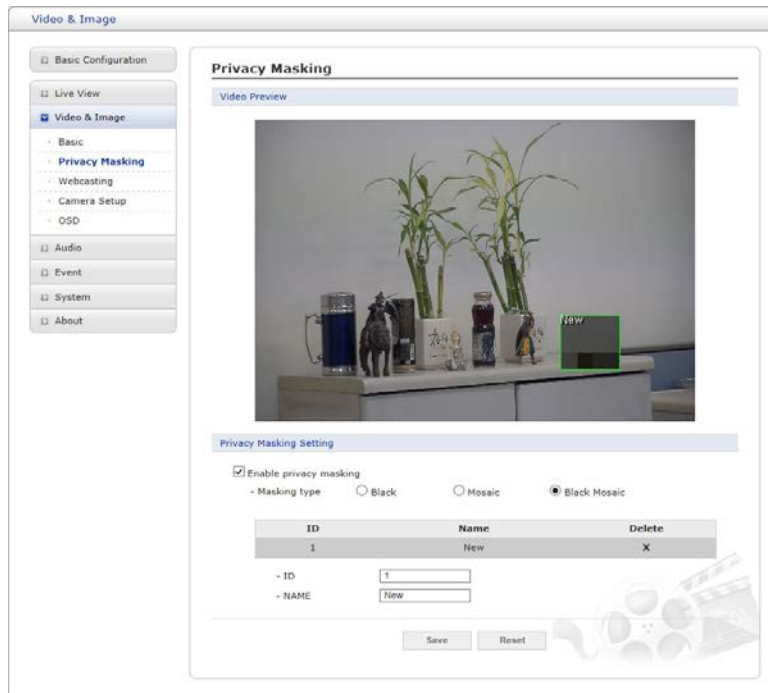 Video & Image
Basic Configuration
Live View
Video & Image
Basic
Privacy Masking
Webcasting
Camera Setup
OSD
Audio
Event
System
About
Privacy Masking
Video Preview
New
Privacy Masking Setting
Enable privacy masking
- Masking type Black Mosaic Black Mosaic
ID Name Delete
1 New X
- ID 1
- NAME New
Save Reset